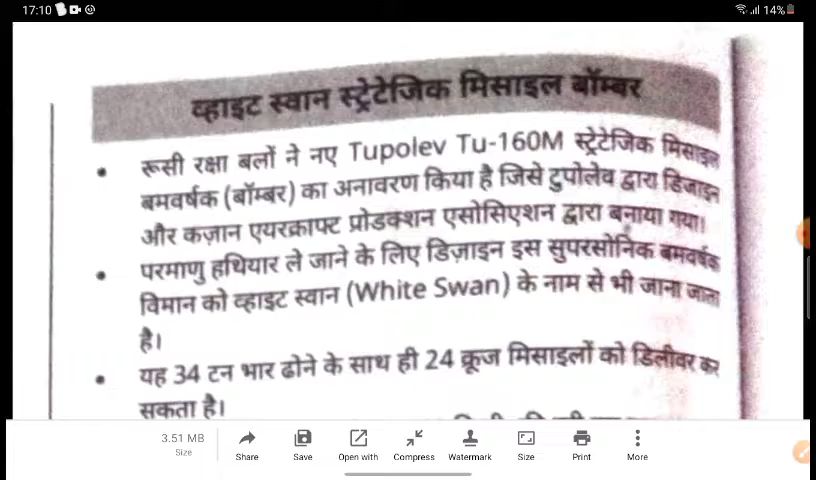 17:10
14%
व्हाइट स्वान स्ट्रेटेजिक मिसाइल बॉम्बर
• रूसी रक्षा बलों ने नए Tupolev Tu-160M स्ट्रेटेजिक मिसाइल
बमवर्षक (बॉम्बर) का अनावरण किया है जिसे टुपोलेव द्वारा डिजाइन
और कज़ान एयरक्राफ्ट प्रोडक्शन एसोसिएशन द्वारा बनाया गया।
• परमाणु हथियार ले जाने के लिए डिज़ाइन इस सुपरसोनिक बमवर्षक
विमान को व्हाइट स्वान (White Swan) के नाम से भी जाना जाता
है।
• यह 34 टन भार ढोने के साथ ही 24 क्रूज मिसाइलों को डिलीवर कर
सकता है।
3.51 MB
Size
Share
Save
Open with
Compress
Watermark
Size
Print
More